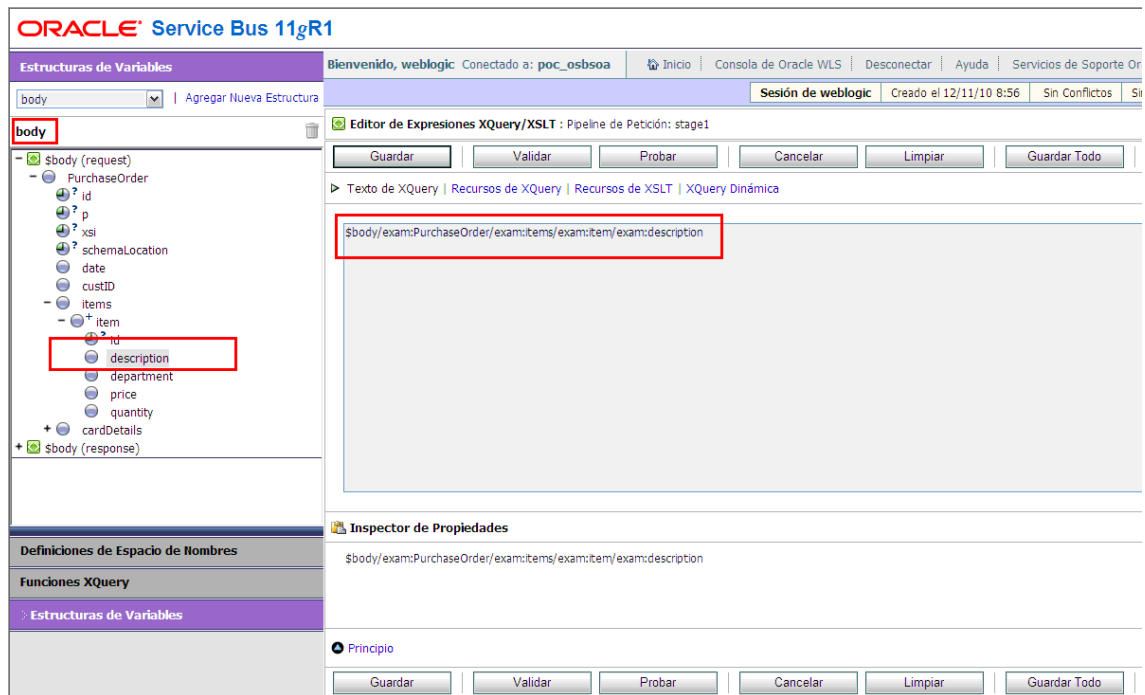 ORACLE Service Bus 11gR1
Estructuras de Variables
Bienvenido, weblogic Conectado a: poc_osbsoa
Inicio | Consola de Oracle WLS | Desconectar | Ayuda | Servicios de Soporte Or
body | Agregar Nueva Estructura
Sesión de weblogic Creado el 12/11/10 8:56 Sin Conflictos Si
body
Editor de Expresiones XQuery/XSLT : Pipeline de Petición: stage1
Guardar Validar Probar Cancelar Limpiar Guardar Todo
Texto de XQuery | Recursos de XQuery | Recursos de XSLT | XQuery Dinámica
$body/exam:PurchaseOrder/exam:items/exam:item/exam:description
- $body (request)
- PurchaseOrder
? id
? p
? xsi
? schemaLocation
date
custID
- items
- + item
? id
description
department
price
quantity
+ cardDetails
+ $body (response)
Inspector de Propiedades
$body/exam:PurchaseOrder/exam:items/exam:item/exam:description
Definiciones de Espacio de Nombres
Funciones XQuery
Estructuras de Variables
Principio
Guardar Validar Probar Cancelar Limpiar Guardar Todo